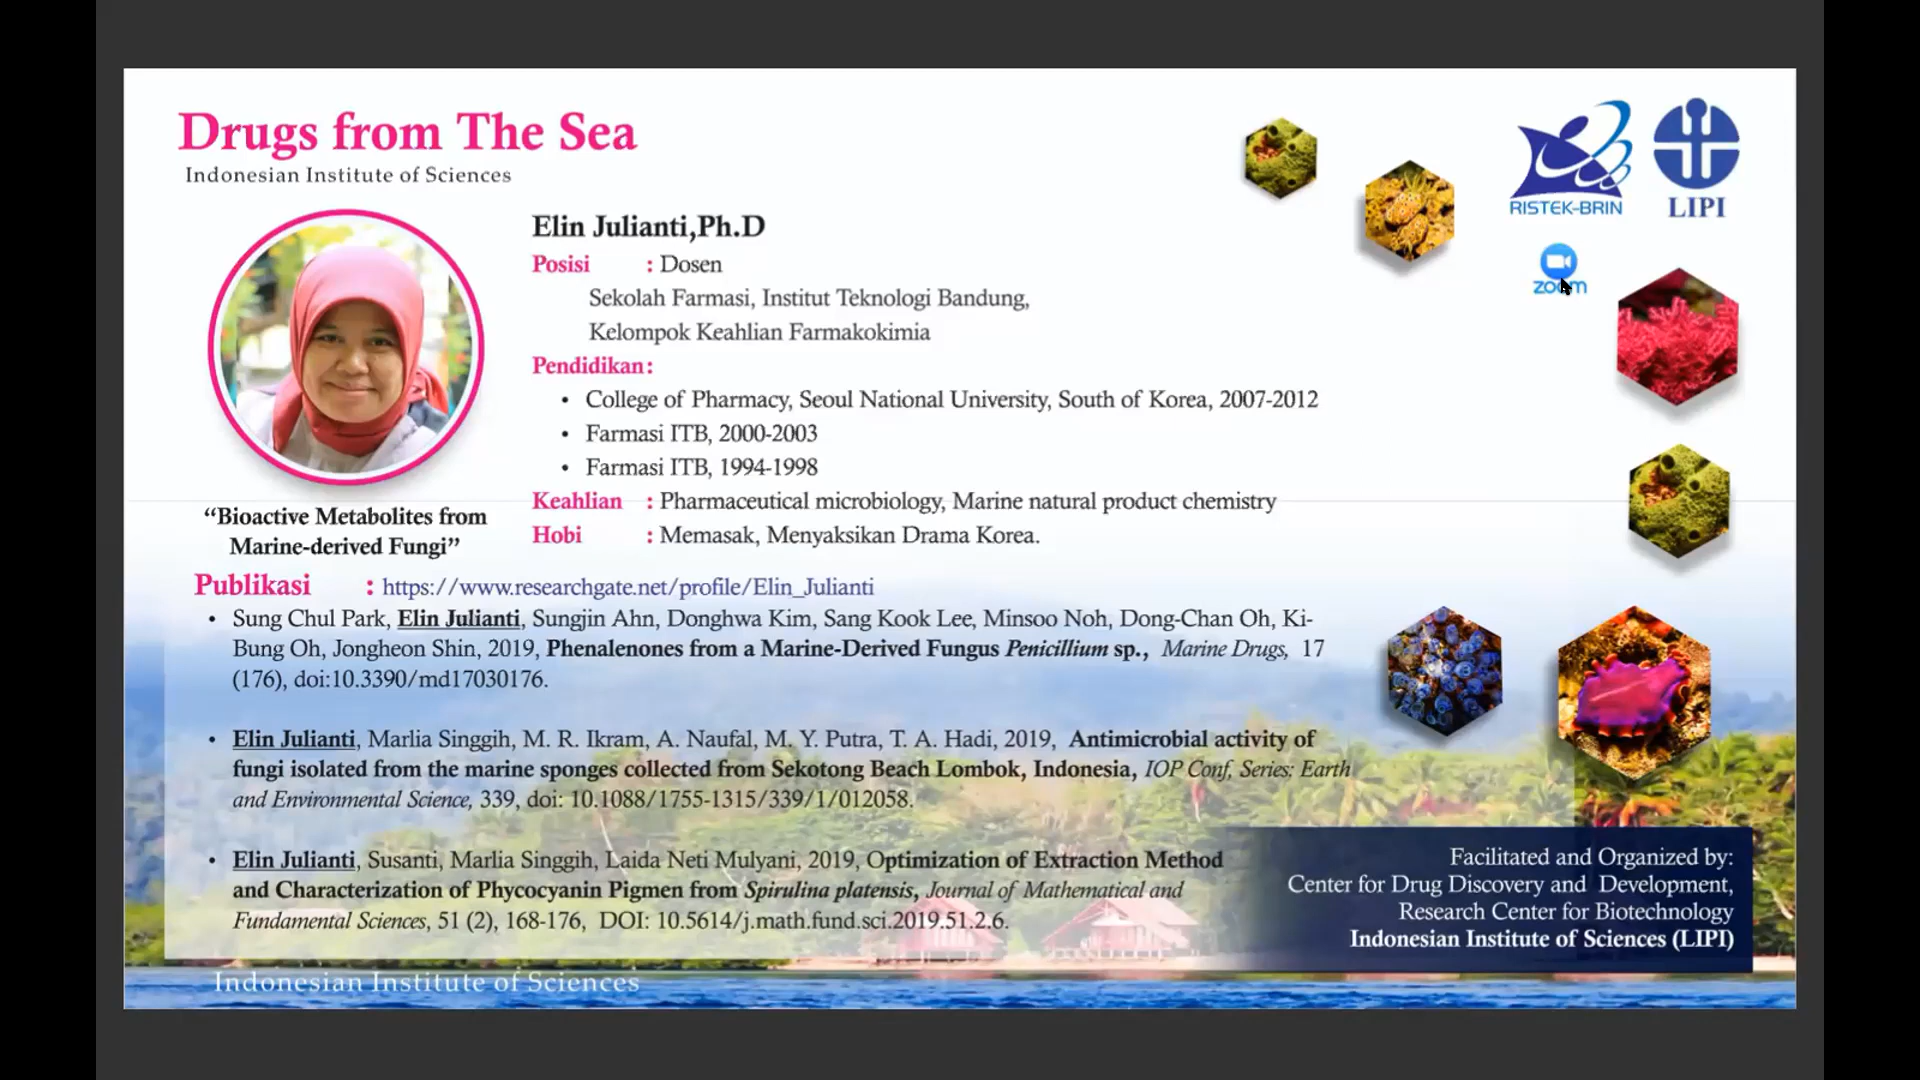 Drugs from The Sea
Indonesian Institute of Sciences
RISTEK-BRIN
LIPI
zoom
Elin Julianti,Ph.D
Posisi : Dosen
Sekolah Farmasi, Institut Teknologi Bandung,
Kelompok Keahlian Farmakokimia
Pendidikan:
• College of Pharmacy, Seoul National University, South of Korea, 2007-2012
• Farmasi ITB, 2000-2003
• Farmasi ITB, 1994-1998
Keahlian : Pharmaceutical microbiology, Marine natural product chemistry
Hobi : Memasak, Menyaksikan Drama Korea.
“Bioactive Metabolites from
Marine-derived Fungi”
Publikasi : https://www.researchgate.net/profile/Elin_Julianti
• Sung Chul Park, Elin Julianti, Sungjin Ahn, Donghwa Kim, Sang Kook Lee, Minsoo Noh, Dong-Chan Oh, Ki-
Bung Oh, Jongheon Shin, 2019, Phenalenones from a Marine-Derived Fungus Penicillium sp., Marine Drugs, 17
(176), doi:10.3390/md17030176.
• Elin Julianti, Marlia Singgih, M. R. Ikram, A. Naufal, M. Y. Putra, T. A. Hadi, 2019, Antimicrobial activity of
fungi isolated from the marine sponges collected from Sekotong Beach Lombok, Indonesia, IOP Conf, Series: Earth
and Environmental Science, 339, doi: 10.1088/1755-1315/339/1/012058.
• Elin Julianti, Susanti, Marlia Singgih, Laida Neti Mulyani, 2019, Optimization of Extraction Method
and Characterization of Phycocyanin Pigmen from Spirulina platensis, Journal of Mathematical and
Fundamental Sciences, 51 (2), 168-176, DOI: 10.5614/j.math.fund.sci.2019.51.2.6.
Facilitated and Organized by:
Center for Drug Discovery and Development,
Research Center for Biotechnology
Indonesian Institute of Sciences (LIPI)
Indonesian Institute of Sciences